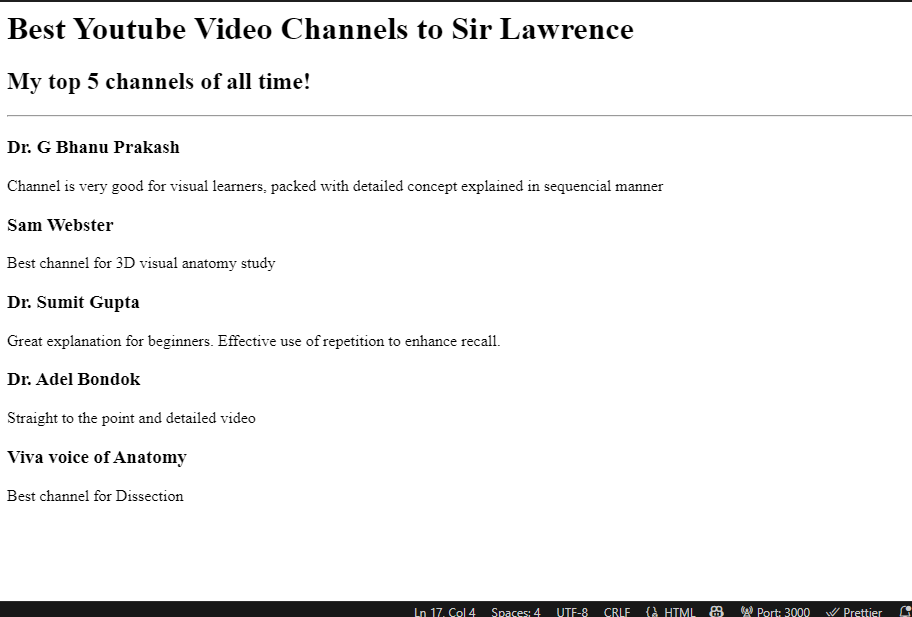 Best Youtube Video Channels to Sir Lawrence
My top 5 channels of all time!
Dr. G Bhanu Prakash
Channel is very good for visual learners, packed with detailed concept explained in sequencial manner
Sam Webster
Best channel for 3D visual anatomy study
Dr. Sumit Gupta
Great explanation for beginners. Effective use of repetition to enhance recall.
Dr. Adel Bondok
Straight to the point and detailed video
Viva voice of Anatomy
Best channel for Dissection
Ln 17, Col 4 Spaces: 4 UTF-8 CRLF {} HTML Port: 3000 Prettier